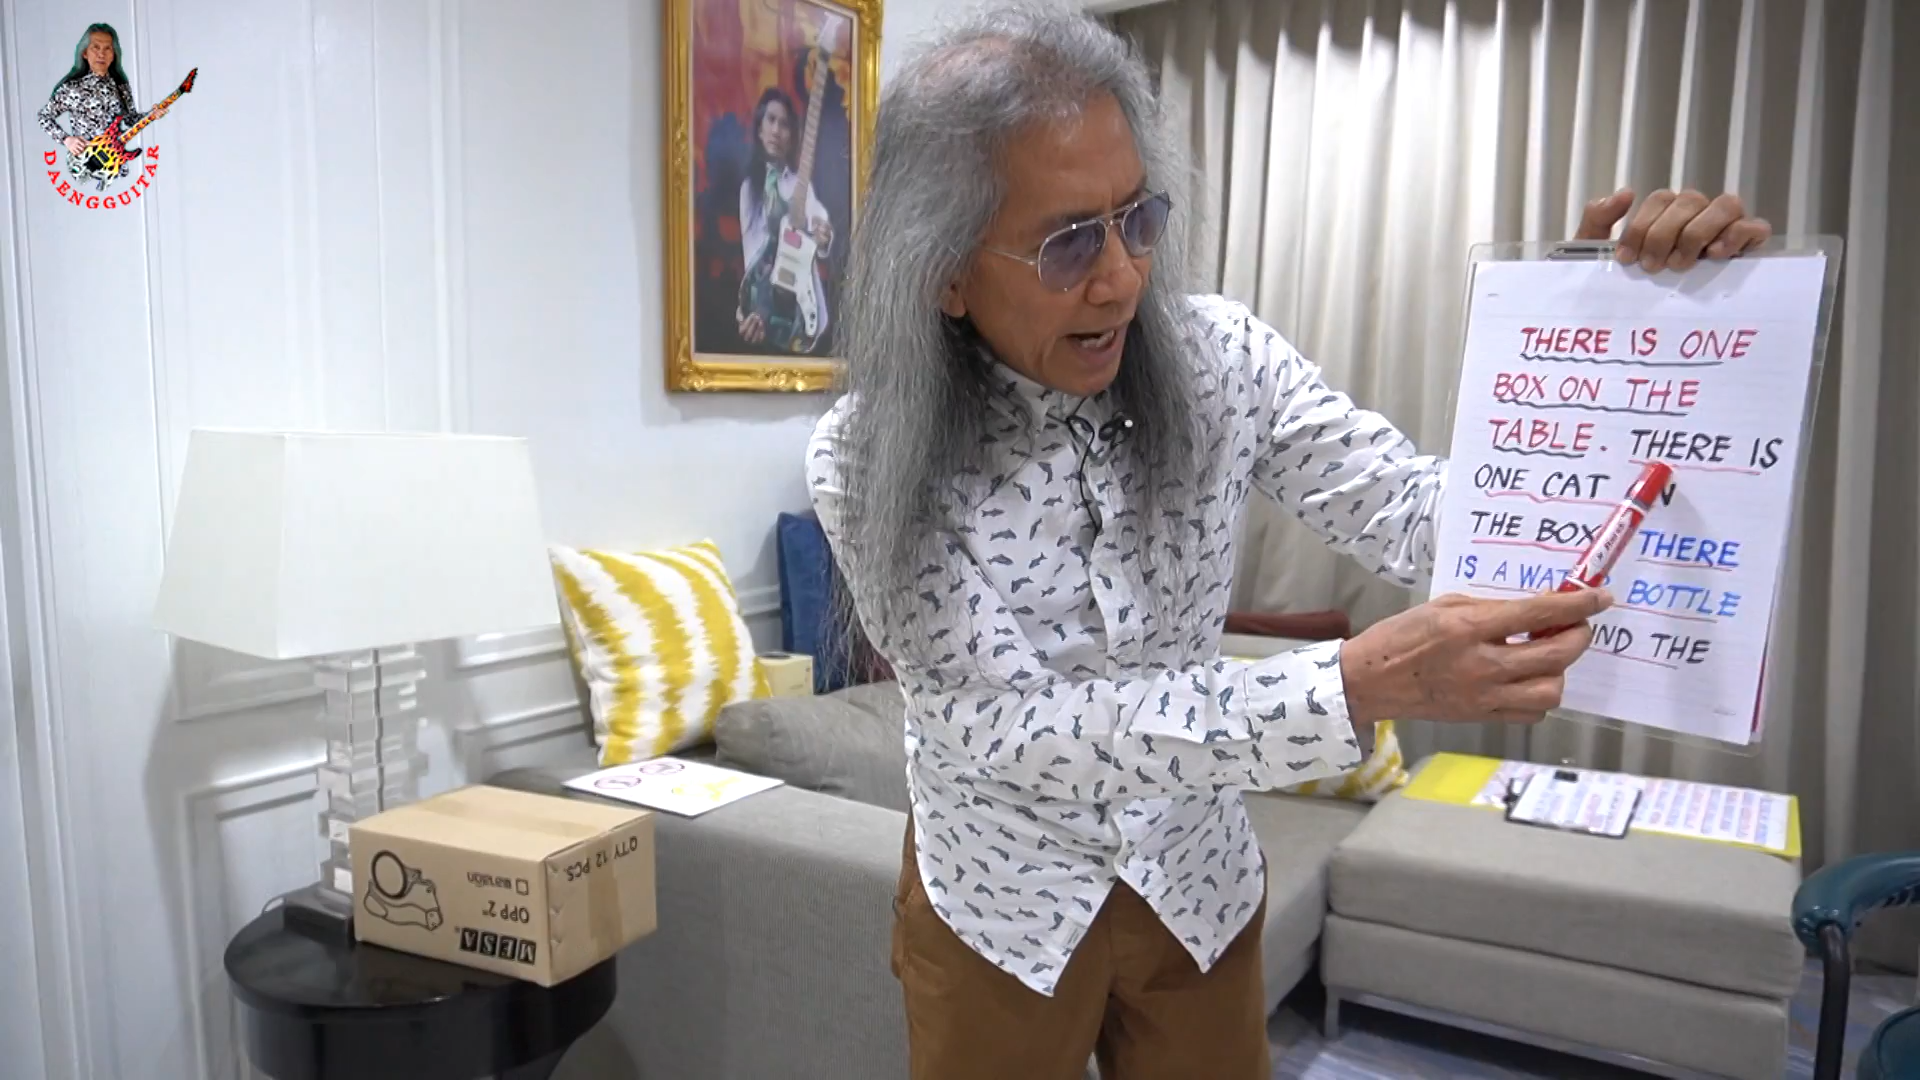 DAENGGUITAR
THERE IS ONE
BOX ON THE
TABLE. THERE IS
ONE CAT
THE BOX THERE
IS A BOTTLE
THE
QTY 12 PCS.
OPP 2"
MESA